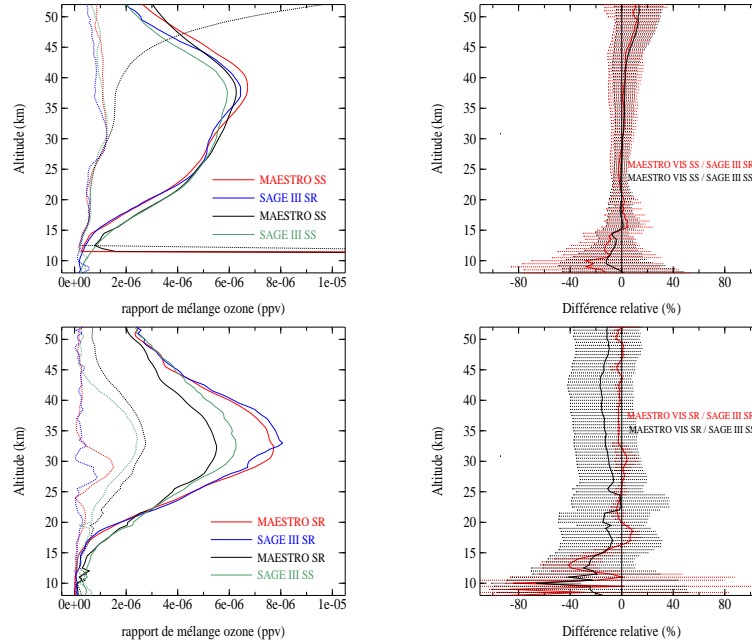 50
45
40
35
30
25
20
15
10
Altitude (km)
MAESTRO SS
SAGE III SR
MAESTRO SS
SAGE III SS
0e+00 2e-06 4e-06 6e-06 8e-06 1e-05
rapport de mélange ozone (ppv)
50
45
40
35
30
25
20
15
10
Altitude (km)
MAESTRO VIS SS / SAGE III SR
MAESTRO VIS SS / SAGE III SS
-80 -40 0 40 80
Différence relative (%)
50
45
40
35
30
25
20
15
10
Altitude (km)
MAESTRO SR
SAGE III SR
MAESTRO SR
SAGE III SS
0e+00 2e-06 4e-06 6e-06 8e-06 1e-05
rapport de mélange ozone (ppv)
50
45
40
35
30
25
20
15
10
Altitude (km)
MAESTRO VIS SR / SAGE III SR
MAESTRO VIS SR / SAGE III SS
-80 -40 0 40 80
Différence relative (%)